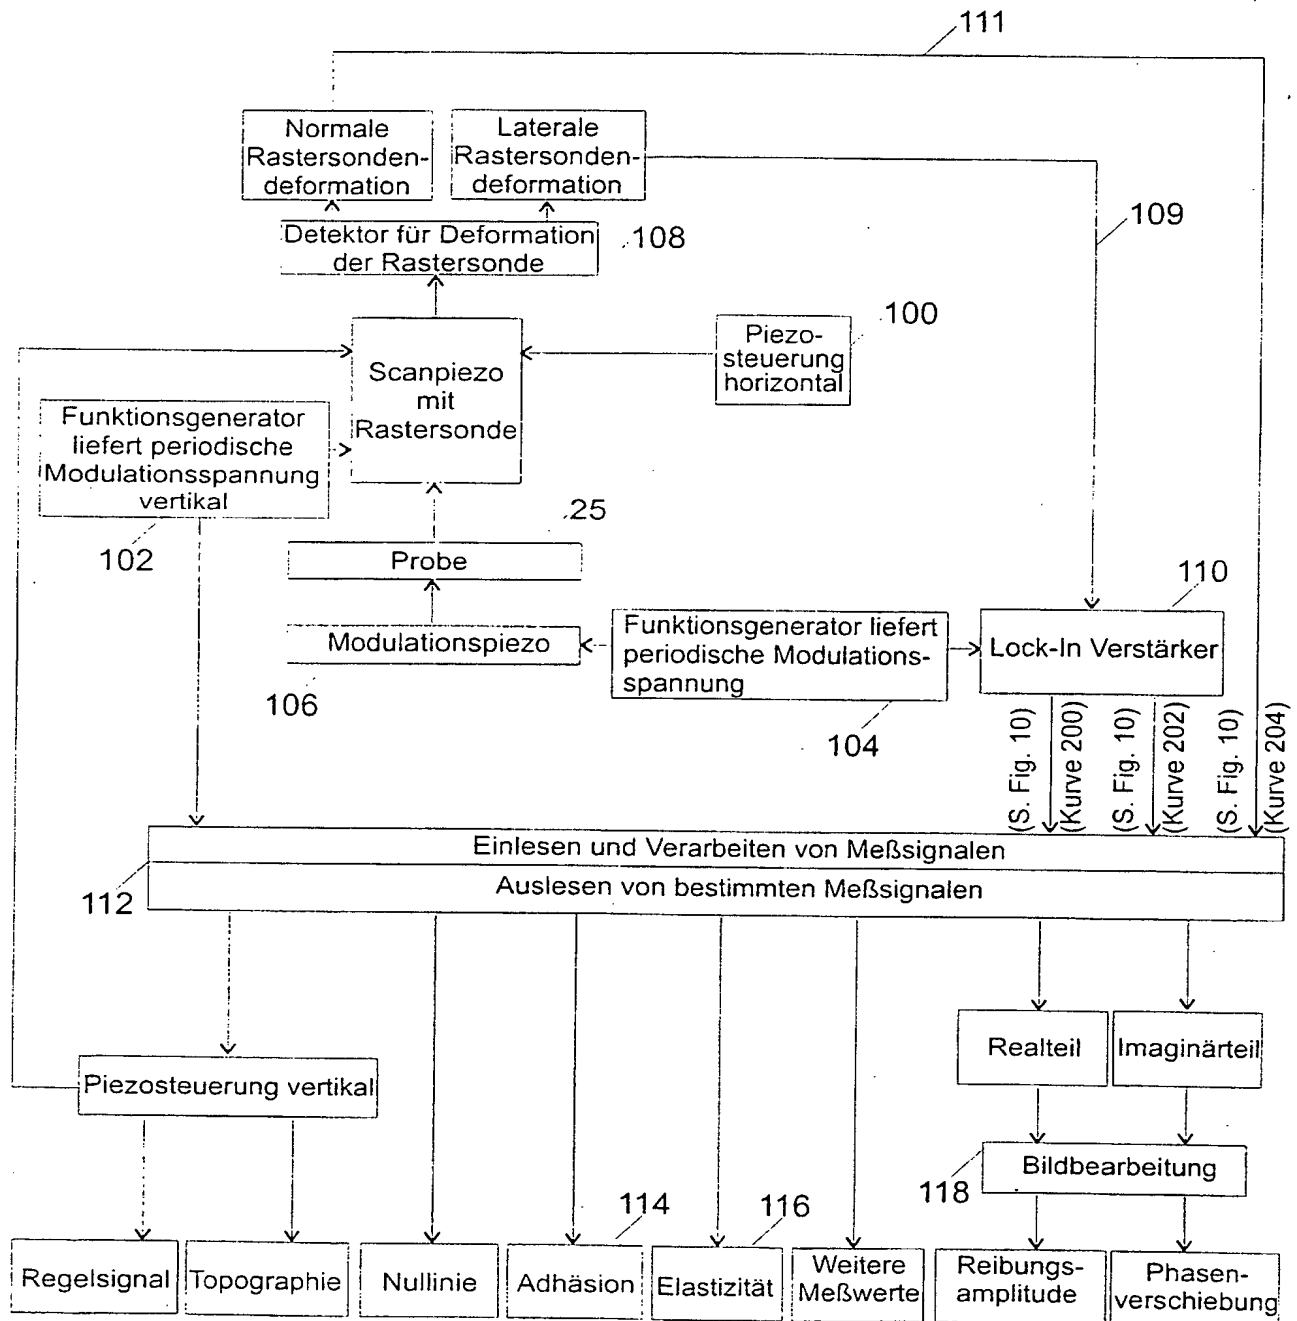 111
Normale
Rastersonden-
deformation
Laterale
Rastersonden-
deformation
109
Detektor für Deformation
der Rastersonde
108
100
Piezo-
steuerung
horizontal
Scanpiezo
mit
Rastersonde
Funktionsgenerator
liefert periodische
Modulationsspannung
vertikal
102
25
Probe
110
Modulationspiezo
106
Funktionsgenerator liefert
periodische Modulations-
spannung
104
Lock-In Verstärker
(S. Fig. 10)
(Kurve 200)
(S. Fig. 10)
(Kurve 202)
(S. Fig. 10)
(Kurve 204)
Einlesen und Verarbeiten von Meßsignalen
Auslesen von bestimmten Meßsignalen
112
Realteil
Imaginärteil
Piezosteuerung vertikal
Bildbearbeitung
118
114
116
Regelsignal
Topographie
Nullinie
Adhäsion
Elastizität
Weitere
Meßwerte
Reibungs-
amplitude
Phasen-
verschiebung